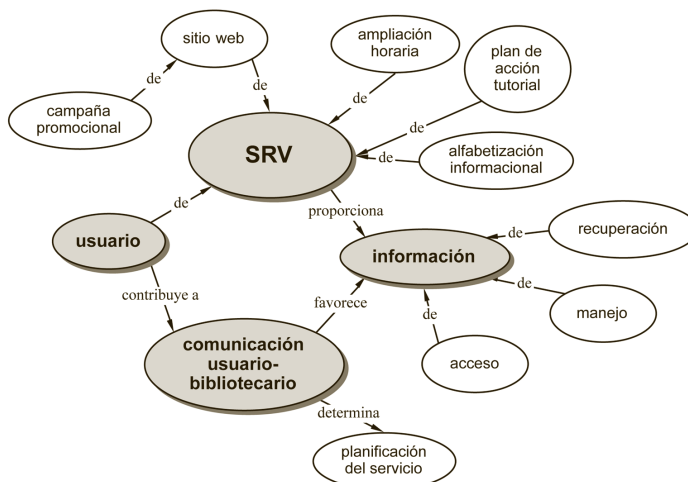 sitio web
ampliación
horaria
plan de
acción
tutorial
de
de
de
campaña
promocional
de
SRV
de
alfabetización
informacional
de
proporciona
usuario
información
de
recuperación
contribuye a
favorece
de
de
manejo
comunicación
usuario-
bibliotecario
acceso
determina
planificación
del servicio